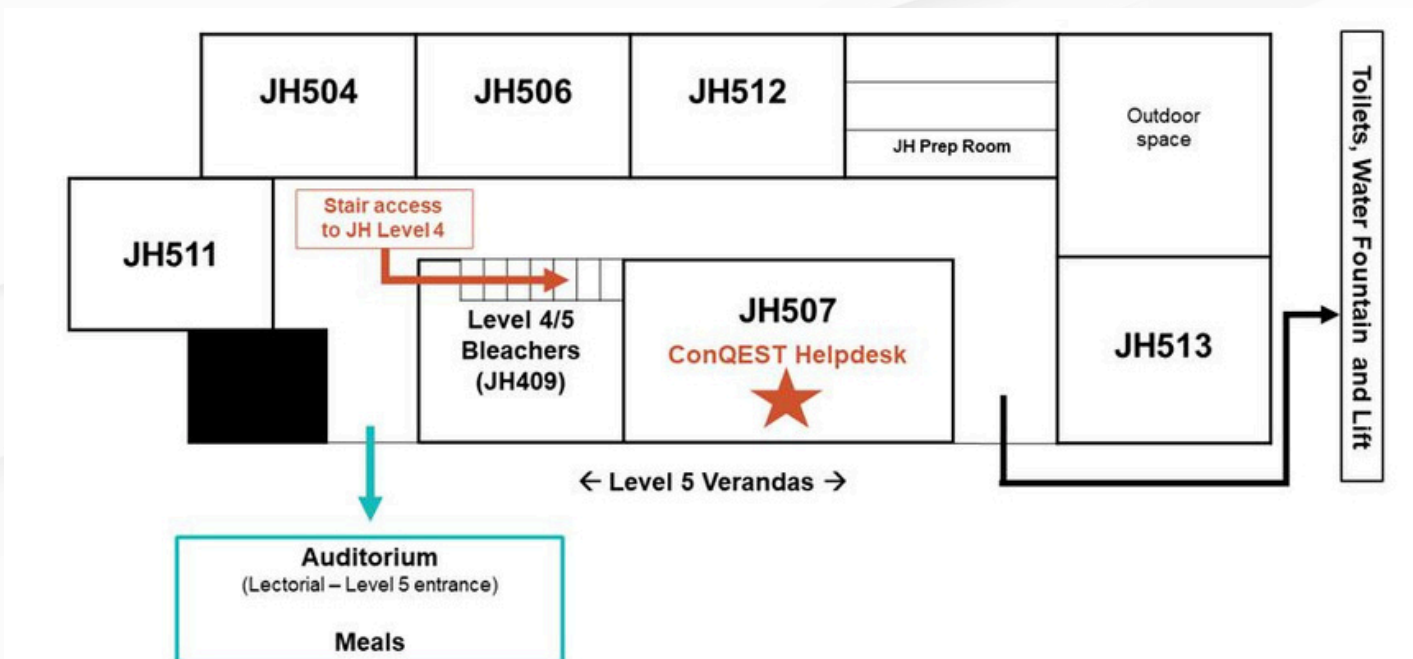 JH504
JH506
JH512
JH Prep Room
Outdoor
space
Toilets, Water Fountain and Lift
JH511
Stair access
to JH Level 4
Level 4/5
Bleachers
(JH409)
JH507
ConQEST Helpdesk
JH513
← Level 5 Verandas →
Auditorium
(Lectorial – Level 5 entrance)
Meals